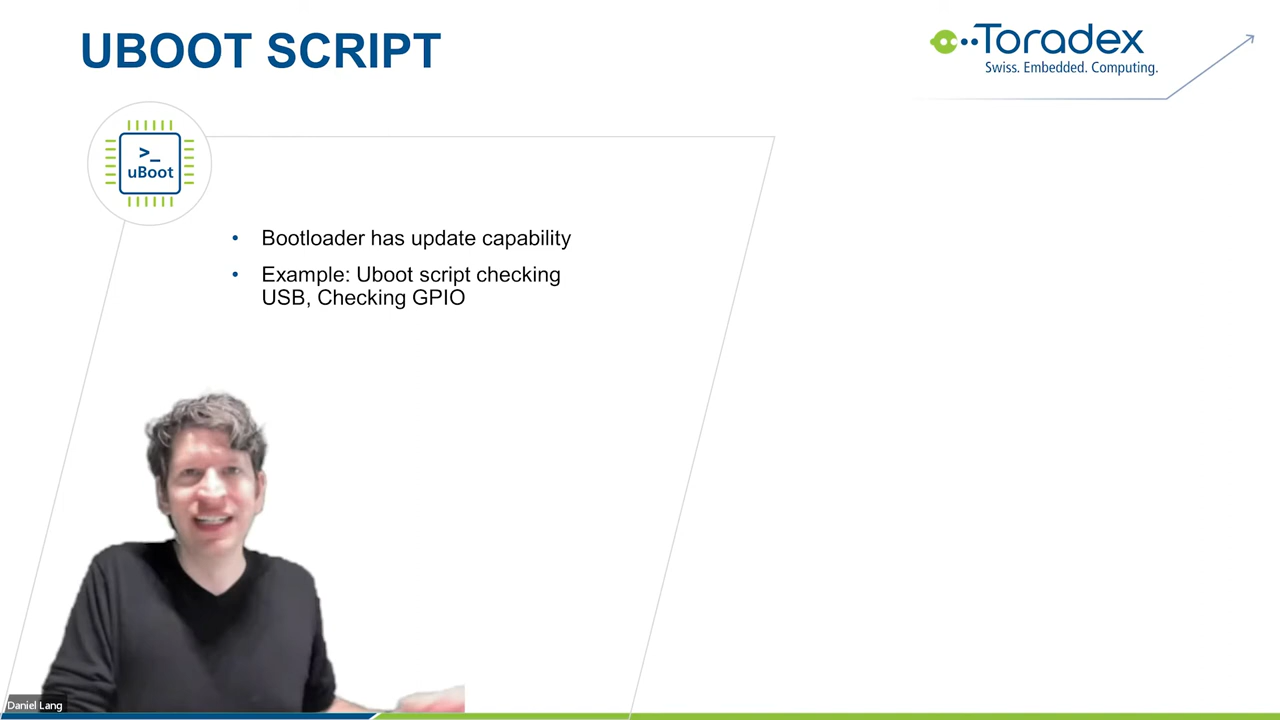 UBOOT SCRIPT
Toradex
Swiss. Embedded. Computing.
>_
uBoot
• Bootloader has update capability
• Example: Uboot script checking
USB, Checking GPIO
Daniel Lang